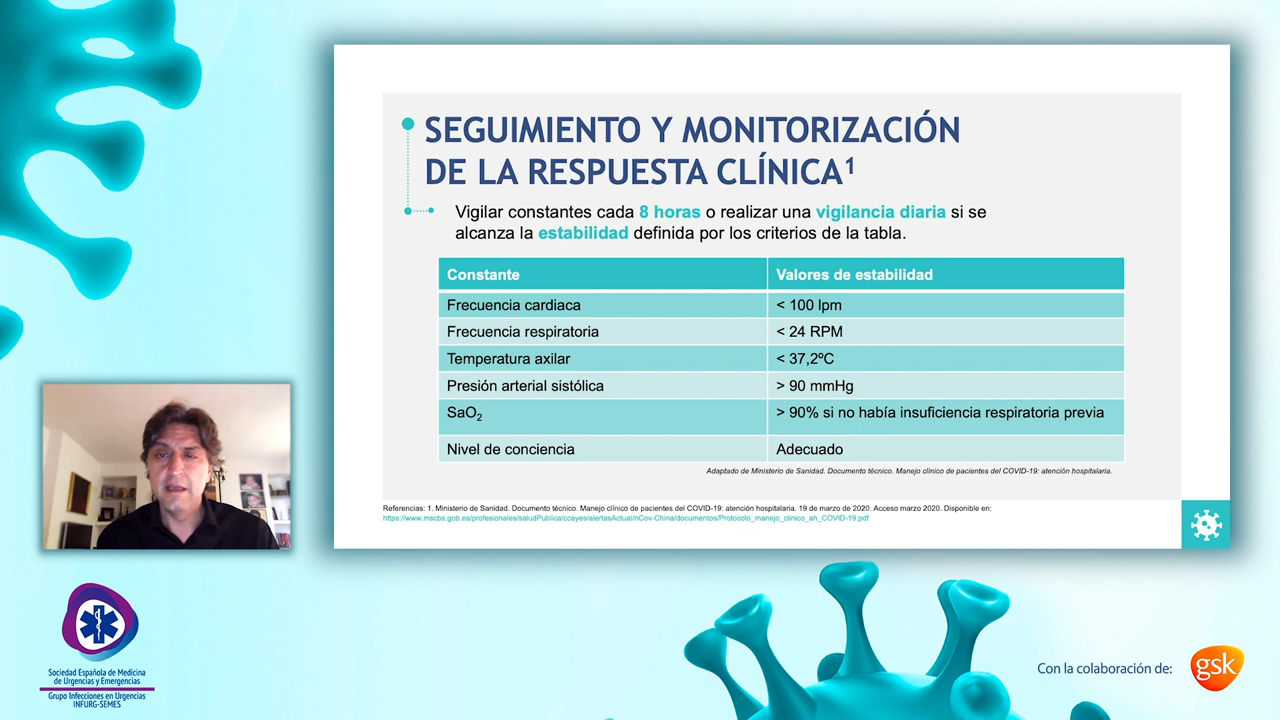 SEGUIMIENTO Y MONITORIZACIÓN
DE LA RESPUESTA CLÍNICA¹
Vigilar constantes cada 8 horas o realizar una vigilancia diaria si se
alcanza la estabilidad definida por los criterios de la tabla.
Constante Valores de estabilidad
Frecuencia cardiaca < 100 lpm
Frecuencia respiratoria < 24 RPM
Temperatura axilar < 37,2ºC
Presión arterial sistólica > 90 mmHg
SaO₂ > 90% si no había insuficiencia respiratoria previa
Nivel de conciencia Adecuado
Adaptado de Ministerio de Sanidad. Documento técnico. Manejo clínico de pacientes del COVID-19: atención hospitalaria.
Referencias: 1. Ministerio de Sanidad. Documento técnico. Manejo clínico de pacientes del COVID-19: atención hospitalaria. 19 de marzo de 2020. Acceso marzo 2020. Disponible en:
https://www.mscbs.gob.es/profesionales/saludPublica/ccayes/alertasActual/nCov-China/documentos/Protocolo_manejo_clinico_ah_COVID-19.pdf
Sociedad Española de Medicina
de Urgencias y Emergencias
Grupo Infecciones en Urgencias
INFURG-SEMES
Con la colaboración de:
gsk